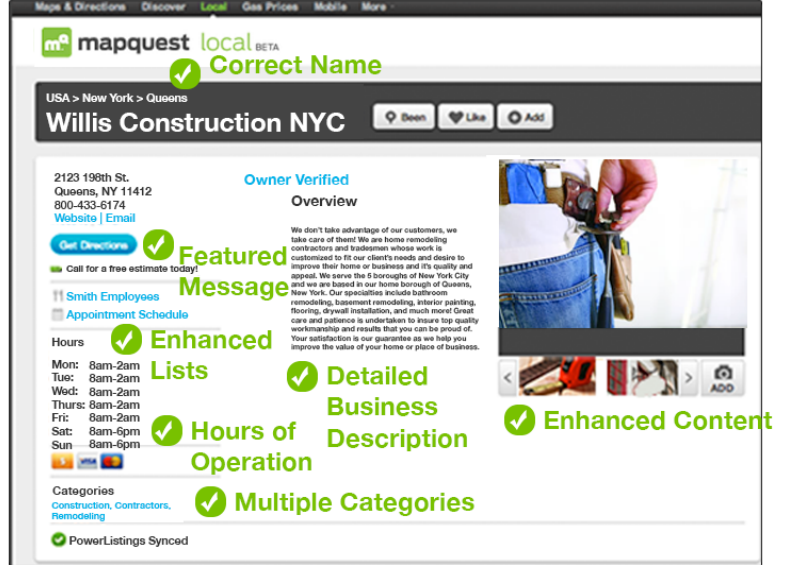 Maps & Directions Discover Local Gas Prices Mobile More
mq mapquest local BETA
Correct Name
USA > New York > Queens
Willis Construction NYC
Been Like Add
2123 198th St.
Queens, NY 11412
800-433-6174
Website | Email
Get Directions
Call for a free estimate today!
Featured
Message
Smith Employees
Appointment Schedule
Enhanced
Lists
Hours
Mon: 8am-2am
Tue: 8am-2am
Wed: 8am-2am
Thurs: 8am-2am
Fri: 8am-2am
Sat: 8am-6pm
Sun 8am-6pm
Hours of
Operation
$ VISA
Categories
Construction, Contractors,
Remodeling
Multiple Categories
PowerListings Synced
Owner Verified
Overview
We don't take advantage of our customers, we
take care of them! We are home remodeling
contractors and tradesmen whose work is
customized to fit our client's needs and desire to
improve their home or business and it's quality and
appeal. We serve the 5 boroughs of New York City
and we are based in our home borough of Queens,
New York. Our specialties include bathroom
remodeling, basement remodeling, interior painting,
flooring, drywall installation, and much more! Great
care and patience is undertaken to insure top quality
workmanship and results that you can be proud of.
Your satisfaction is our guarantee as we help you
improve the value of your home or place of business.
Detailed
Business
Description
< > ADD
Enhanced Content